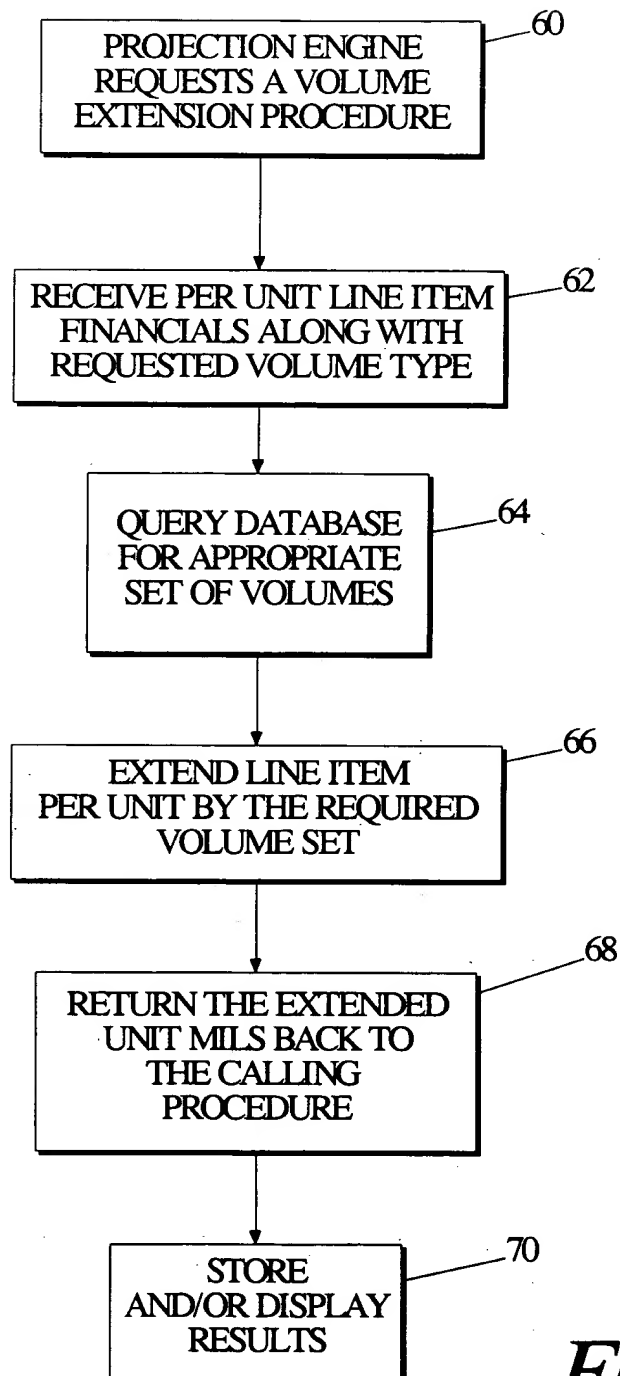 PROJECTION ENGINE
REQUESTS A VOLUME
EXTENSION PROCEDURE
60
RECEIVE PER UNIT LINE ITEM
FINANCIALS ALONG WITH
REQUESTED VOLUME TYPE
62
QUERY DATABASE
FOR APPROPRIATE
SET OF VOLUMES
64
EXTEND LINE ITEM
PER UNIT BY THE REQUIRED
VOLUME SET
66
RETURN THE EXTENDED
UNIT MILS BACK TO
THE CALLING
PROCEDURE
68
STORE
AND/OR DISPLAY
RESULTS
70